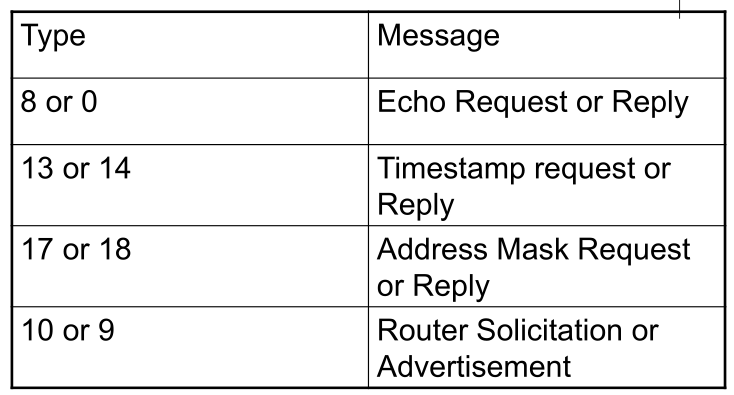 Type
Message
8 or 0
Echo Request or Reply
13 or 14
Timestamp request or
Reply
17 or 18
Address Mask Request
or Reply
10 or 9
Router Solicitation or
Advertisement